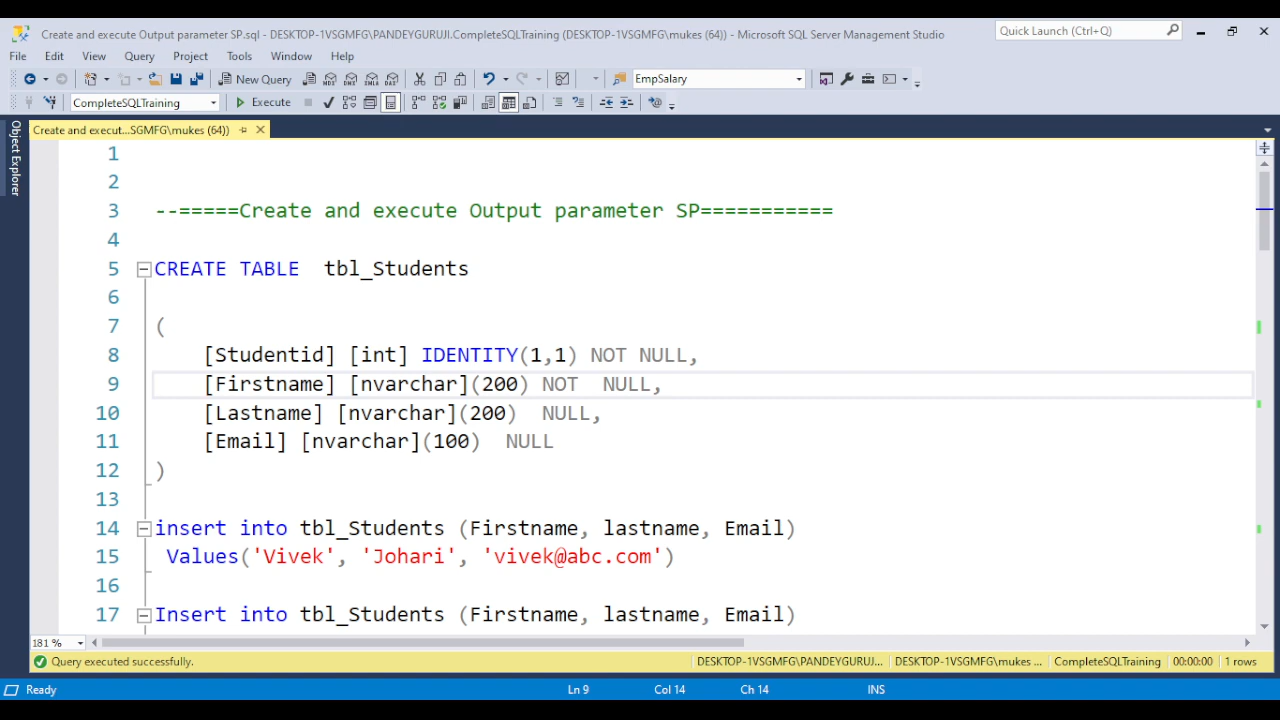 Create and execute Output parameter SP.sql - DESKTOP-1VSGMFG\PANDEYGURUJI.CompleteSQLTraining (DESKTOP-1VSGMFG\mukes (64)) - Microsoft SQL Server Management Studio
Quick Launch (Ctrl+Q)
File Edit View Query Project Tools Window Help
New Query
EmpSalary
CompleteSQLTraining
Execute
Object Explorer
Create and execut...SGMFG\mukes (64))
1
2
3 --=====Create and execute Output parameter SP===========
4
5 CREATE TABLE  tbl_Students
6
7 (
8 [Studentid] [int] IDENTITY(1,1) NOT NULL,
9 [Firstname] [nvarchar](200) NOT  NULL,
10 [Lastname] [nvarchar](200)  NULL,
11 [Email] [nvarchar](100)  NULL
12 )
13
14 insert into tbl_Students (Firstname, lastname, Email)
15 Values('Vivek', 'Johari', 'vivek@abc.com')
16
17 Insert into tbl_Students (Firstname, lastname, Email)
181 %
Query executed successfully.
DESKTOP-1VSGMFG\PANDEYGURUJI...
DESKTOP-1VSGMFG\mukes ...
CompleteSQLTraining
00:00:00
1 rows
Ready
Ln 9
Col 14
Ch 14
INS